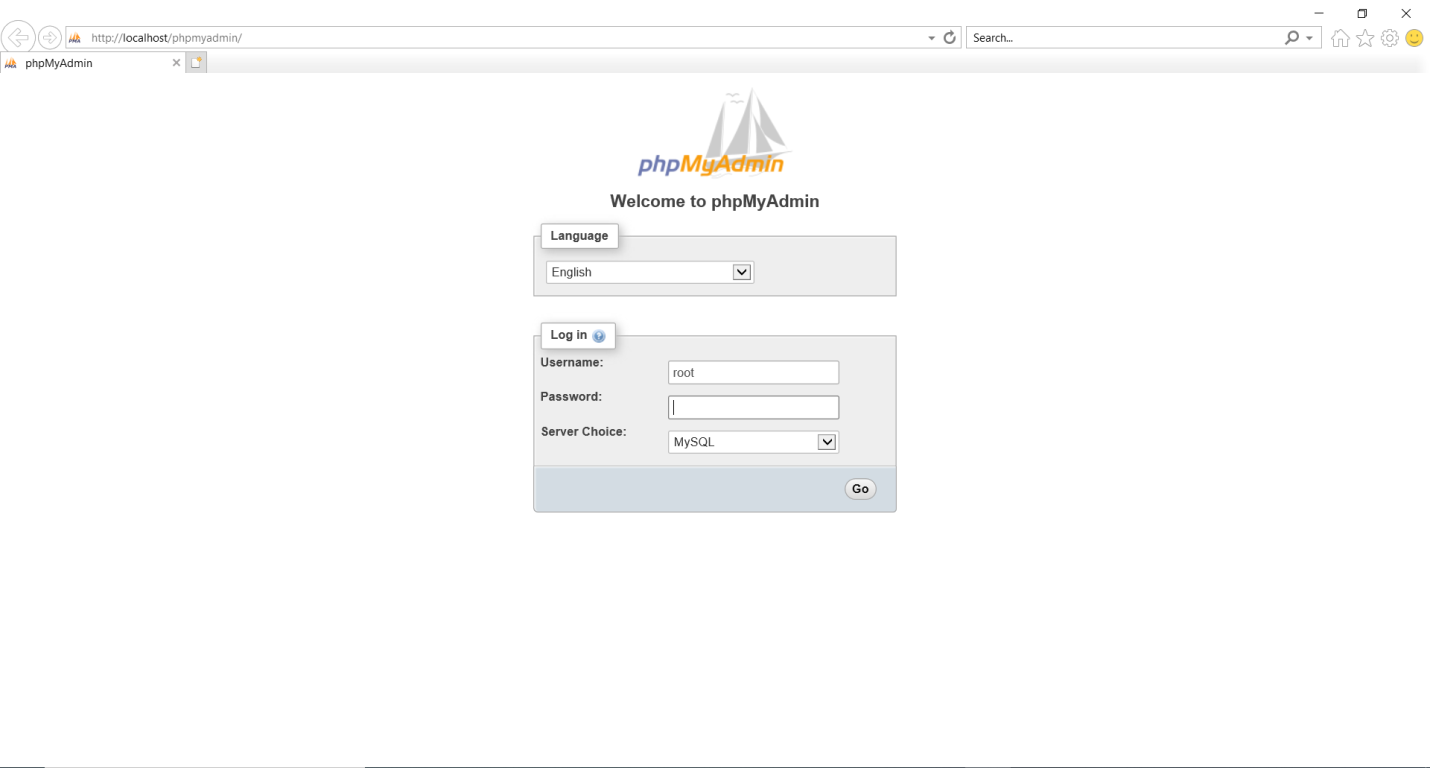 http://localhost/phpmyadmin/
Search...
phpMyAdmin
phpMyAdmin
Welcome to phpMyAdmin
Language
English
Log in
Username:
root
Password:
Server Choice:
MySQL
Go